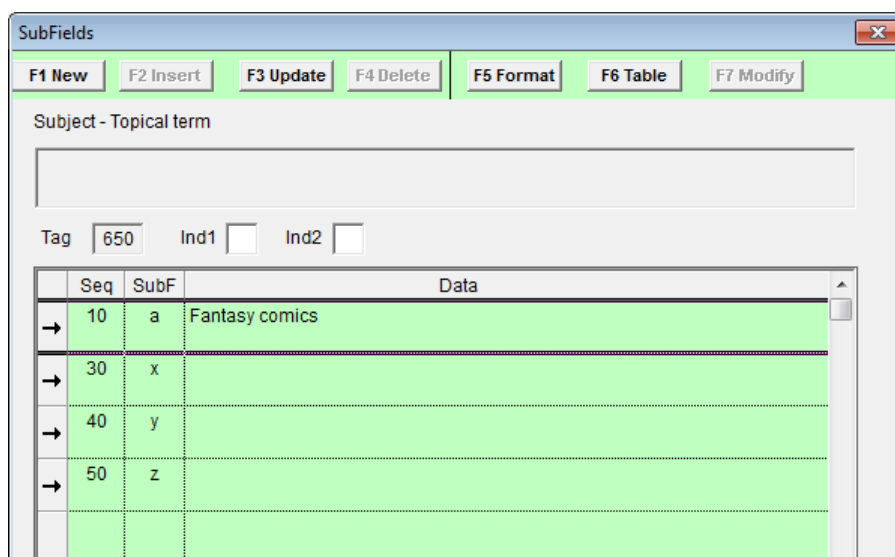 SubFields
F1 New F2 Insert F3 Update F4 Delete F5 Format F6 Table F7 Modify
Subject - Topical term
Tag 650 Ind1 Ind2
Seq SubF Data
10 a Fantasy comics
30 x
40 y
50 z